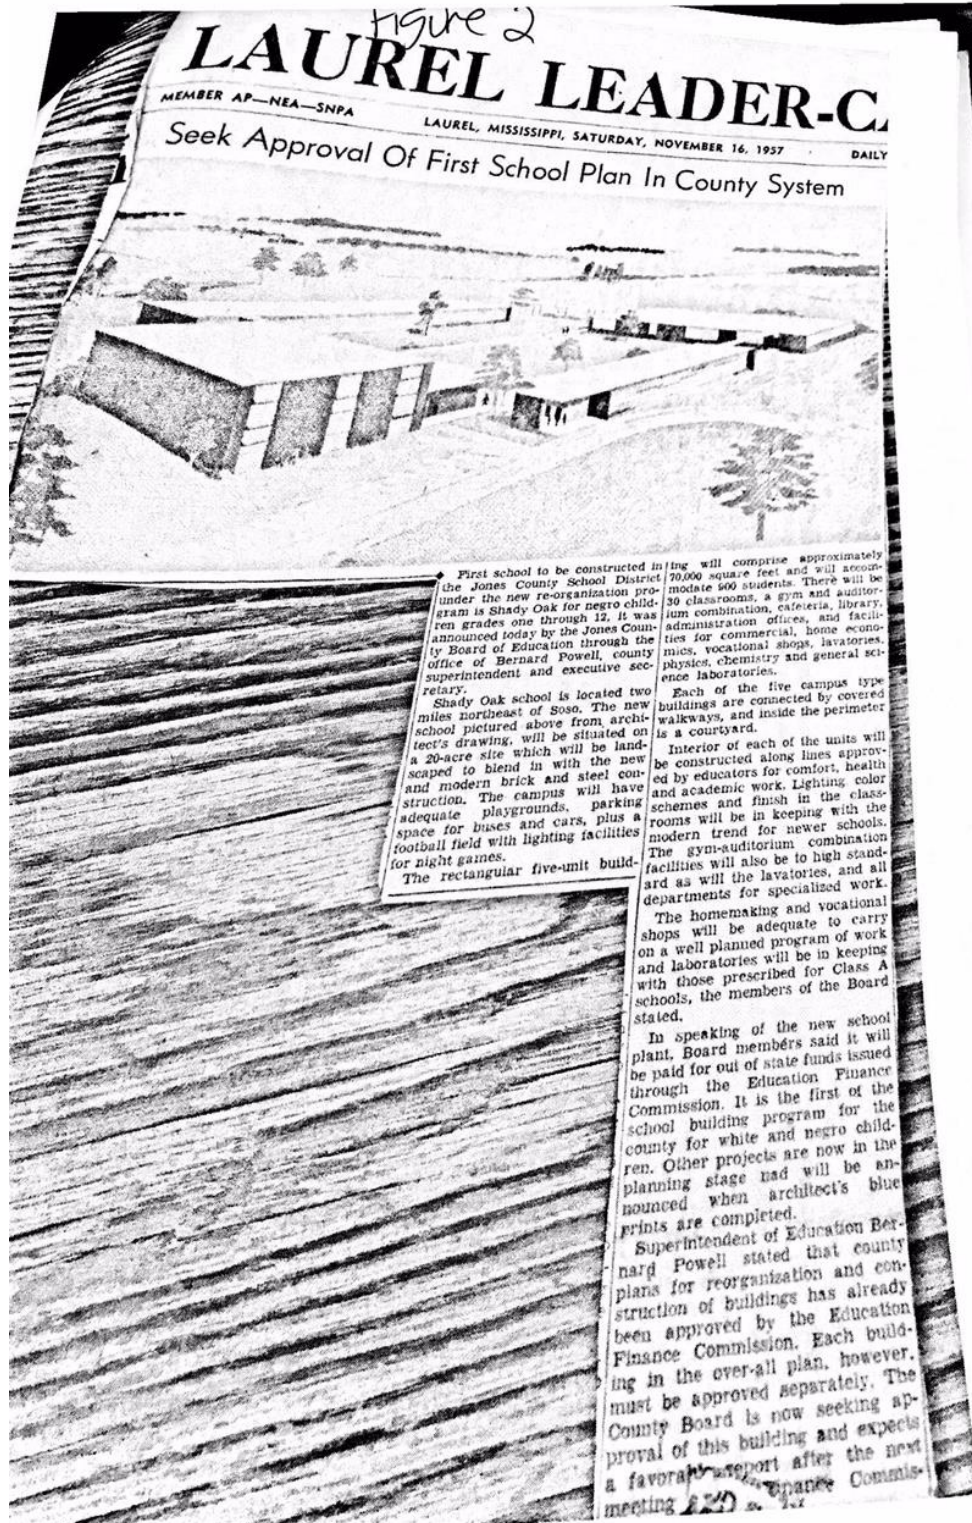 Figure 2
LAUREL LEADER-C
MEMBER AP—NEA—SNPA
LAUREL, MISSISSIPPI, SATURDAY, NOVEMBER 16, 1957
DAILY
Seek Approval Of First School Plan In County System
First school to be constructed in
the Jones County School District
under the new re-organization pro-
gram is Shady Oak for negro child-
ren grades one through 12, it was
announced today by the Jones Coun-
ty Board of Education through the
office of Bernard Powell, county
superintendent and executive sec-
retary.
Shady Oak school is located two
miles northeast of Soso. The new
school pictured above from archi-
tect's drawing, will be situated on
a 20-acre site which will be land-
scaped to blend in with the new
and modern brick and steel con-
struction. The campus will have
adequate playgrounds, parking
space for buses and cars, plus a
football field with lighting facilities
for night games.
The rectangular five-unit build-
ing will comprise approximately
70,000 square feet and will accom-
modate 900 students. There will be
30 classrooms, a gym and auditor-
ium combination, cafeteria, library,
administration offices, and facili-
ties for commercial, home econo-
mics, vocational shops, lavatories,
physics, chemistry and general sci-
ence laboratories.
Each of the five campus type
buildings are connected by covered
walkways, and inside the perimeter
is a courtyard.
Interior of each of the units will
be constructed along lines approv-
ed by educators for comfort, health
and academic work. Lighting color
schemes and finish in the class-
rooms will be in keeping with the
modern trend for newer schools.
The gym-auditorium combination
facilities will also be to high stand-
ard as will the lavatories, and all
departments for specialized work.
The homemaking and vocational
shops will be adequate to carry
on a well planned program of work
and laboratories will be in keeping
with those prescribed for Class A
schools, the members of the Board
stated.
In speaking of the new school
plant, Board members said it will
be paid for out of state funds issued
through the Education Finance
Commission. It is the first of the
school building program for the
county for white and negro child-
ren. Other projects are now in the
planning stage nad will be an-
nounced when architect's blue
prints are completed.
Superintendent of Education Ber-
nard Powell stated that county
plans for reorganization and con-
struction of buildings has already
been approved by the Education
Finance Commission. Each build-
ing in the over-all plan, however,
must be approved separately. The
County Board is now seeking ap-
proval of this building and expects
a favorable report after the next
meeting Finance Commis-